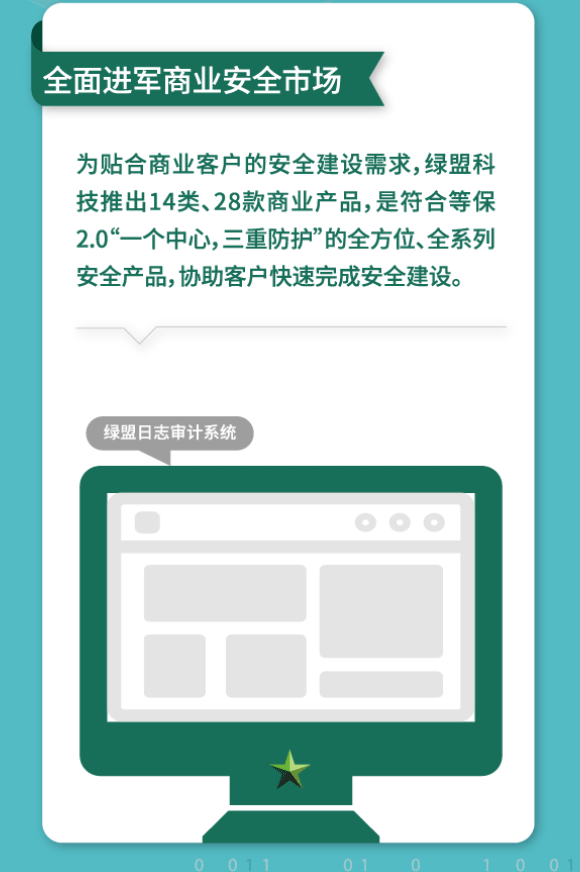 全面进军商业安全市场
为贴合商业客户的安全建设需求，绿盟科
技推出14类、28款商业产品，是符合等保
2.0“一个中心，三重防护”的全方位、全系列
安全产品，协助客户快速完成安全建设。
绿盟日志审计系统
0 011 01 0 1 0 01